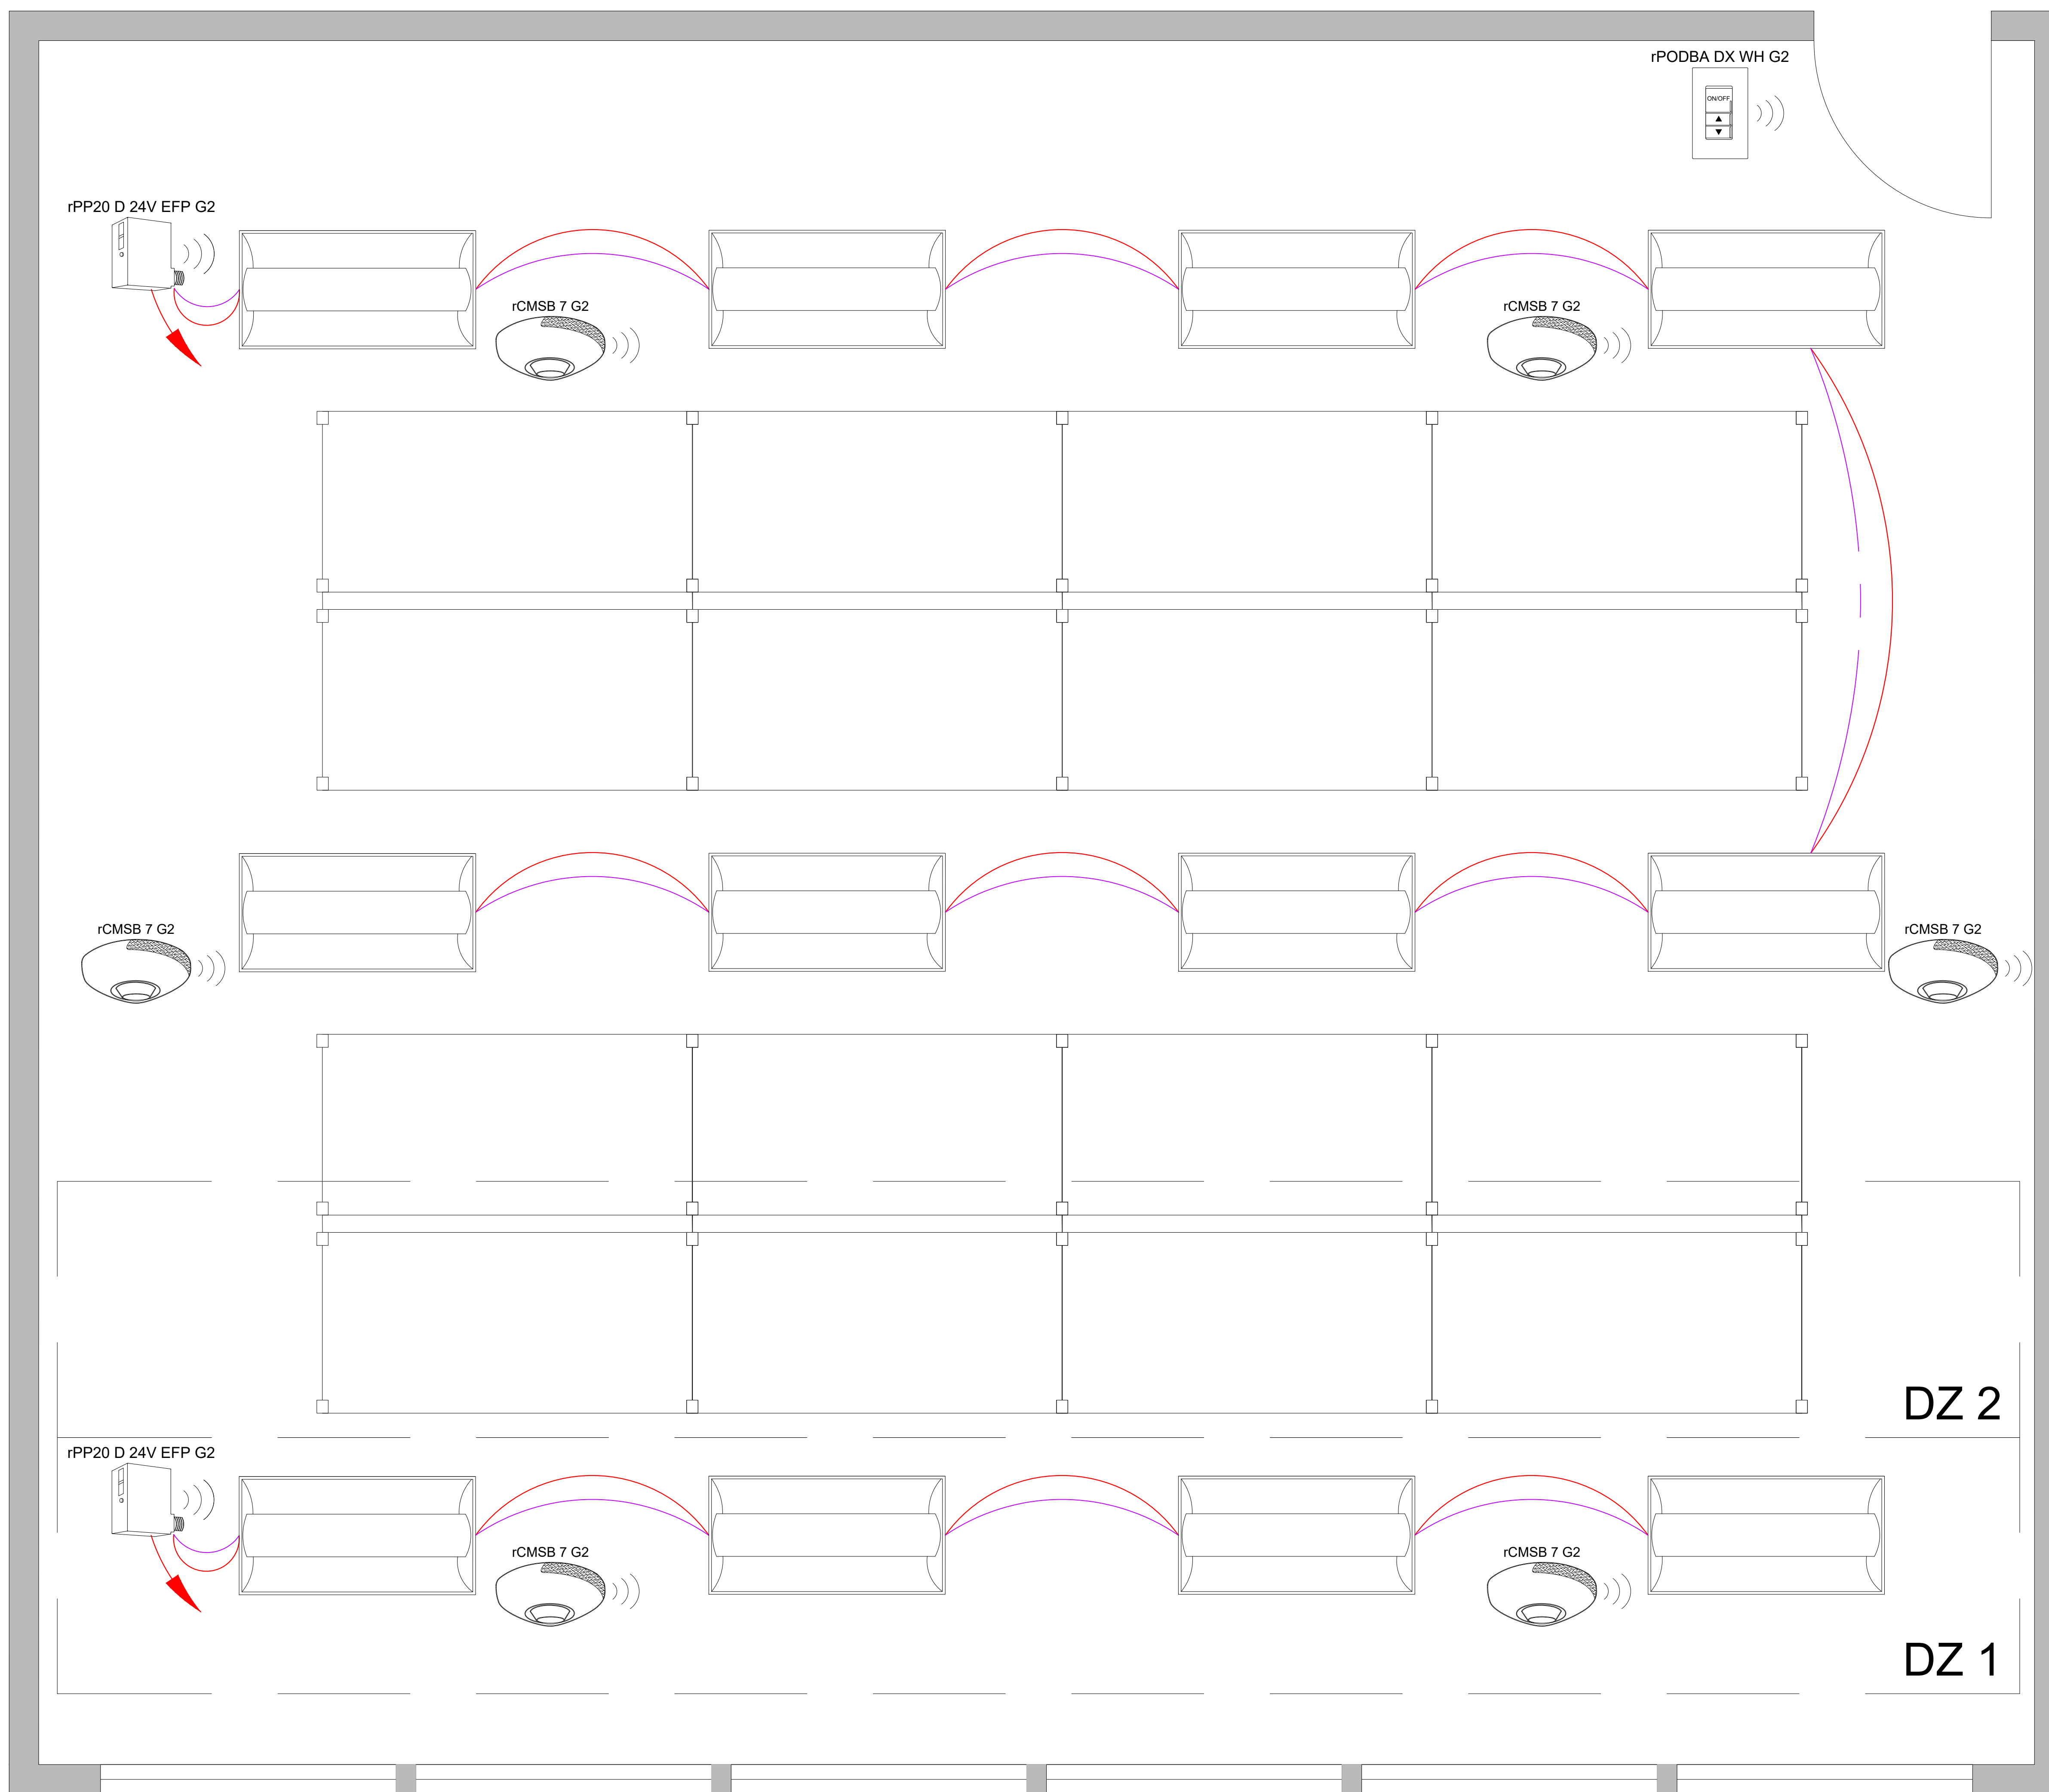 rPODBA DX WH G2
ON/OFF
rPP20 D 24V EFP G2
rCMSB 7 G2
rCMSB 7 G2
rCMSB 7 G2
rCMSB 7 G2
DZ 2
rPP20 D 24V EFP G2
rCMSB 7 G2
rCMSB 7 G2
DZ 1